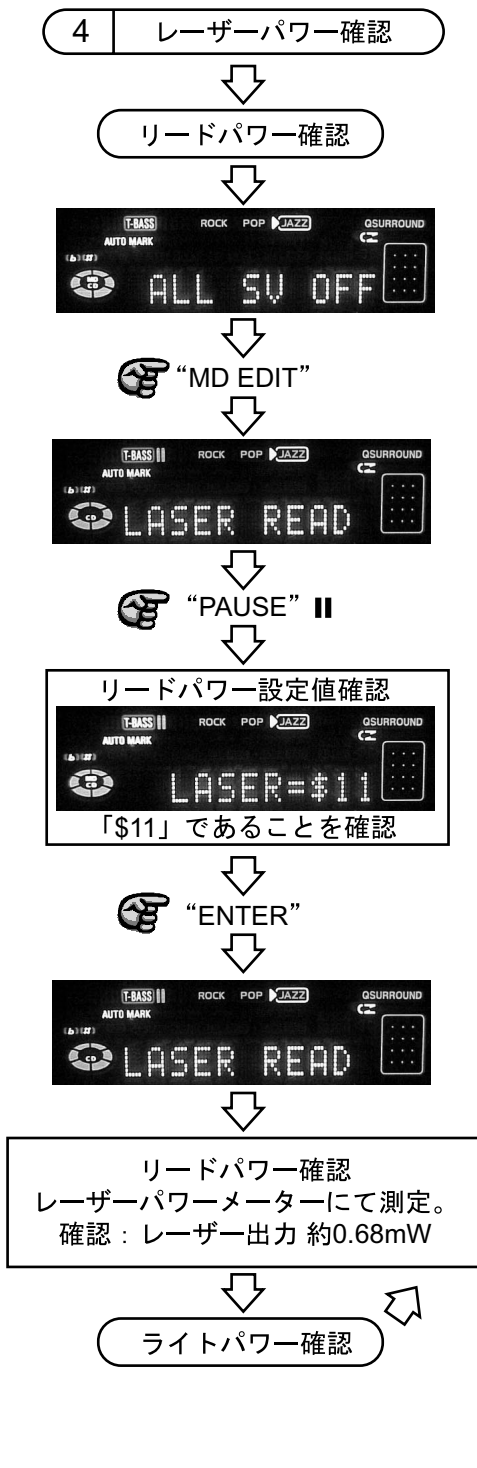 4 レーザーパワー確認
リードパワー確認
T-BASS ROCK POP JAZZ QSURROUND
AUTO MARK
MD
CD
ALL SV OFF
“MD EDIT”
T-BASS ROCK POP JAZZ QSURROUND
AUTO MARK
CD
LASER READ
“PAUSE”
リードパワー設定値確認
T-BASS ROCK POP JAZZ QSURROUND
AUTO MARK
CD
LASER=$11
「$11」であることを確認
“ENTER”
T-BASS ROCK POP JAZZ QSURROUND
AUTO MARK
CD
LASER READ
リードパワー確認
レーザーパワーメーターにて測定。
確認：レーザー出力 約0.68mW
ライトパワー確認